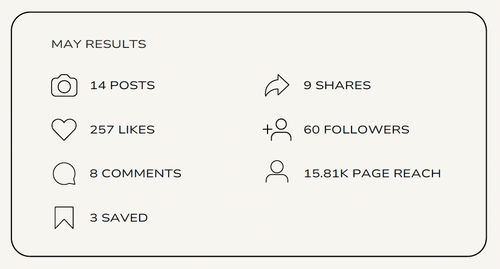 MAY RESULTS
14 POSTS
257 LIKES
8 COMMENTS
3 SAVED
9 SHARES
60 FOLLOWERS
15.81K PAGE REACH